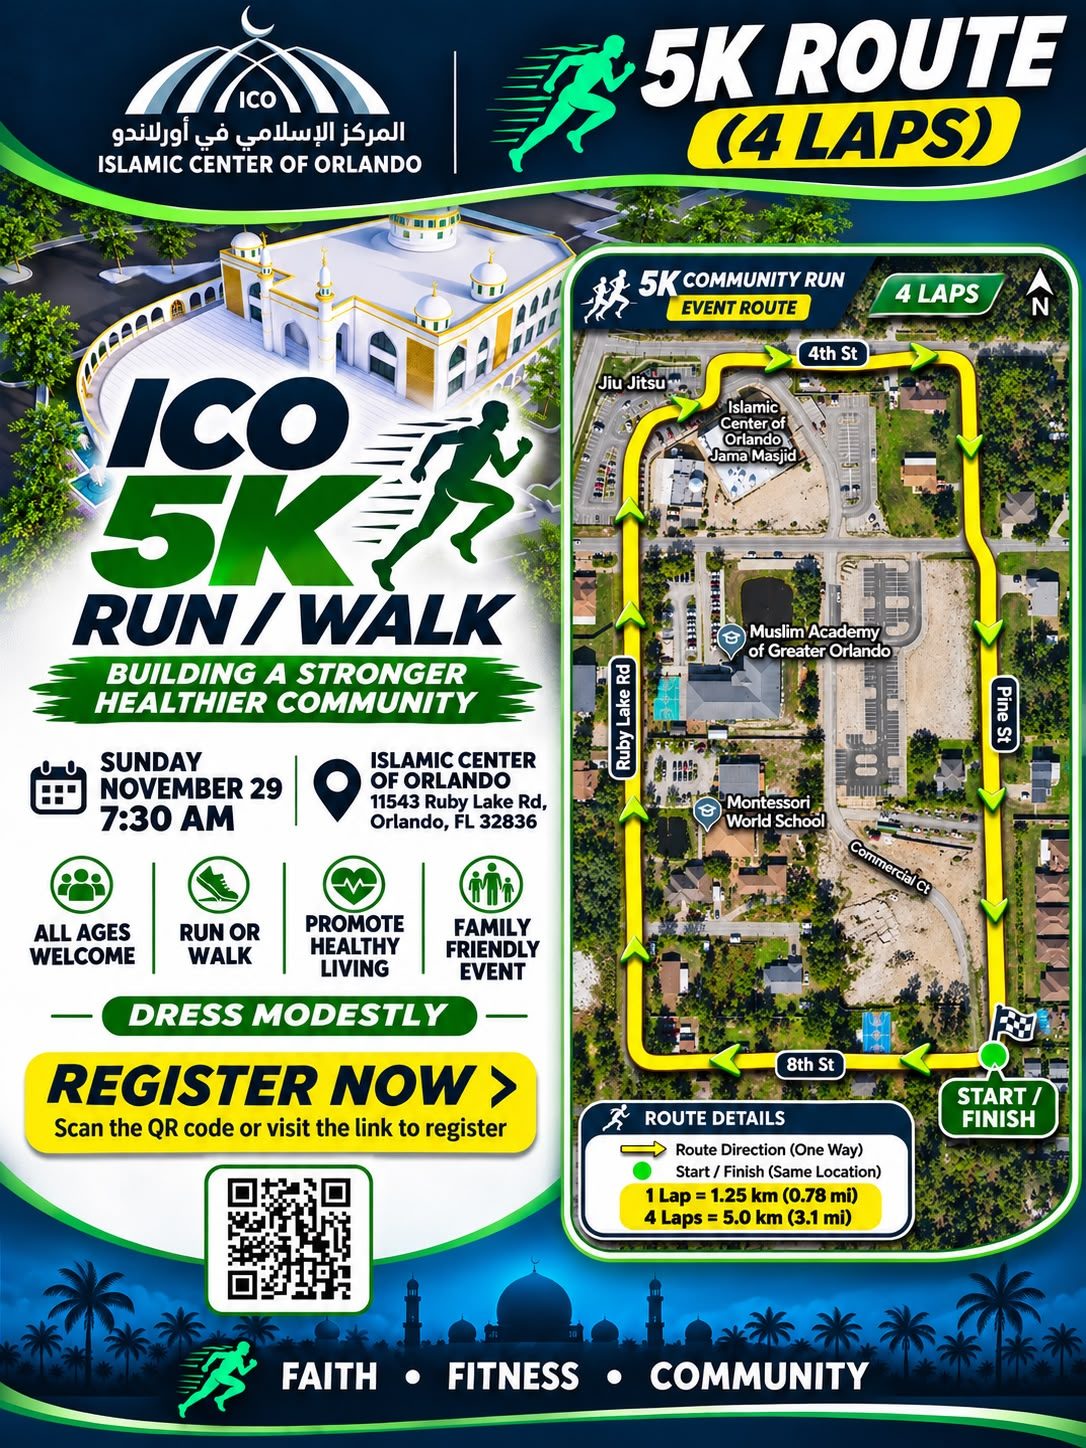 ICO
المركز الإسلامي في أورلاندو
ISLAMIC CENTER OF ORLANDO
5K ROUTE
(4 LAPS)
ICO
5K
RUN / WALK
BUILDING A STRONGER
HEALTHIER COMMUNITY
SUNDAY
NOVEMBER 29
7:30 AM
ISLAMIC CENTER
OF ORLANDO
11543 Ruby Lake Rd,
Orlando, FL 32836
ALL AGES
WELCOME
RUN OR
WALK
PROMOTE
HEALTHY
LIVING
FAMILY
FRIENDLY
EVENT
DRESS MODESTLY
REGISTER NOW >
Scan the QR code or visit the link to register
5K COMMUNITY RUN
EVENT ROUTE
4 LAPS
N
4th St
Jiu Jitsu
Islamic
Center of
Orlando
Jama Masjid
Muslim Academy
of Greater Orlando
Ruby Lake Rd
Pine St
Montessori
World School
Commercial Ct
8th St
START /
FINISH
ROUTE DETAILS
Route Direction (One Way)
Start / Finish (Same Location)
1 Lap = 1.25 km (0.78 mi)
4 Laps = 5.0 km (3.1 mi)
FAITH • FITNESS • COMMUNITY